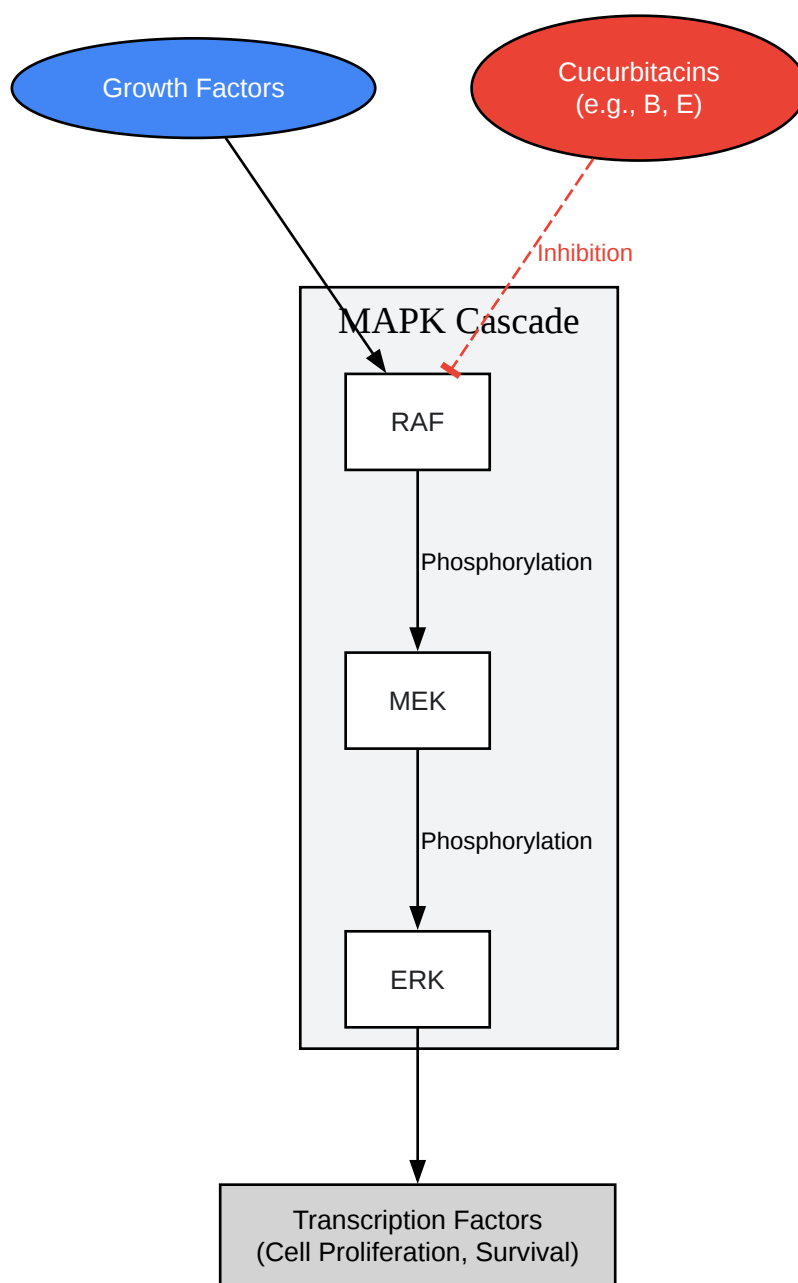 Growth Factors
Cucurbitacins
(e.g., B, E)
Inhibition
MAPK Cascade
RAF
Phosphorylation
MEK
Phosphorylation
ERK
Transcription Factors
(Cell Proliferation, Survival)